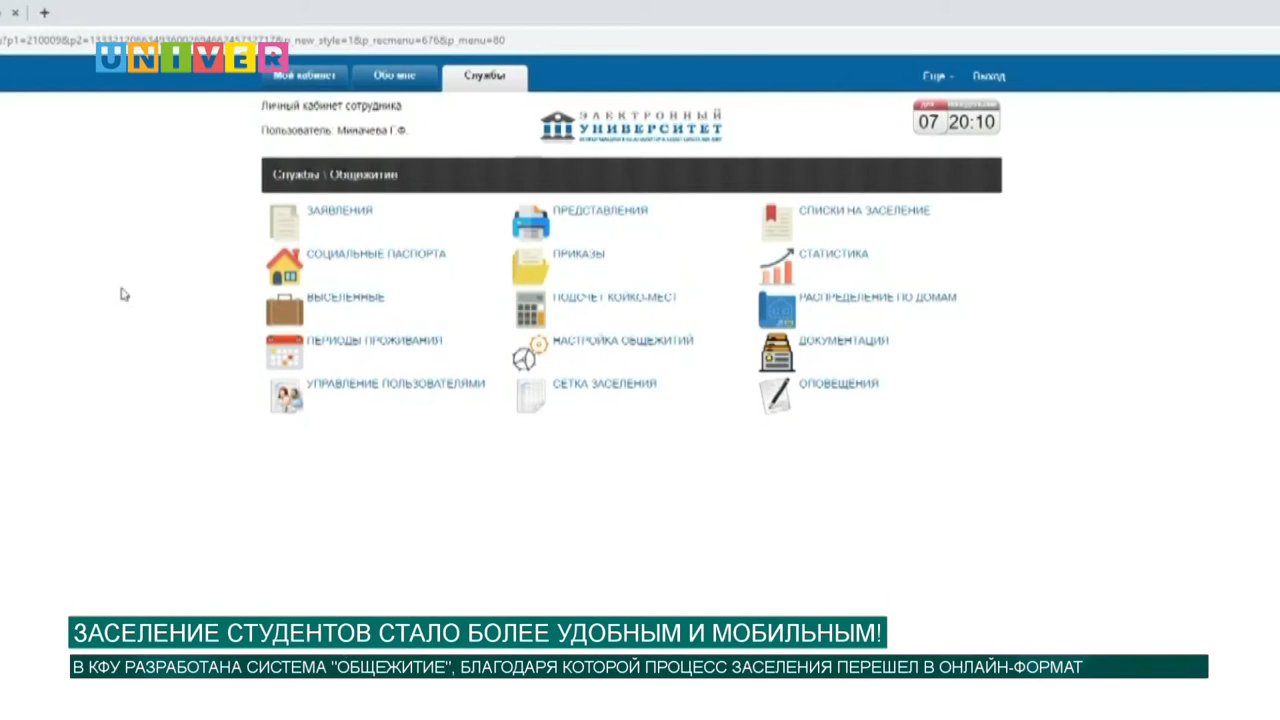 × +
UNIVER
Мой кабинет Обо мне Службы Еще Выход
Личный кабинет сотрудника
Пользователь: Миначева Г.Ф.
ЭЛЕКТРОННЫЙ
УНИВЕРСИТЕТ
07 20:10
Службы \ Общежития
ЗАЯВЛЕНИЯ ПРЕДСТАВЛЕНИЯ СПИСКИ НА ЗАСЕЛЕНИЕ
СОЦИАЛЬНЫЕ ПАСПОРТА ПРИКАЗЫ СТАТИСТИКА
ВЫСЕЛЕННЫЕ ПОДСЧЕТ КОЙКО-МЕСТ РАСПРЕДЕЛЕНИЕ ПО ДОМАМ
ПЕРИОДЫ ПРОЖИВАНИЯ НАСТРОЙКА ОБЩЕЖИТИЙ ДОКУМЕНТАЦИЯ
УПРАВЛЕНИЕ ПОЛЬЗОВАТЕЛЯМИ СЕТКА ЗАСЕЛЕНИЯ ОПОВЕЩЕНИЯ
ЗАСЕЛЕНИЕ СТУДЕНТОВ СТАЛО БОЛЕЕ УДОБНЫМ И МОБИЛЬНЫМ!
В КФУ РАЗРАБОТАНА СИСТЕМА "ОБЩЕЖИТИЕ", БЛАГОДАРЯ КОТОРОЙ ПРОЦЕСС ЗАСЕЛЕНИЯ ПЕРЕШЕЛ В ОНЛАЙН-ФОРМАТ